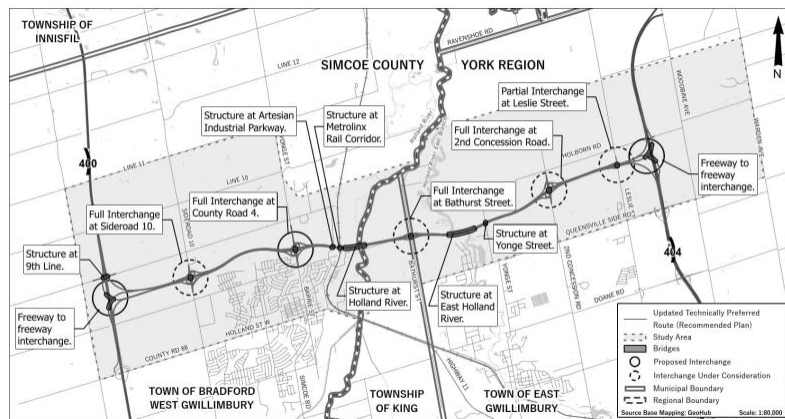 TOWNSHIP OF
INNISFIL
SIMCOE COUNTY
YORK REGION
RAVENSHOE RD
N
LINE 12
LINE 11
LINE 10
YONGE ST
SIDEROAD 10
400
Structure at Artesian
Industrial Parkway.
Structure at
Metrolinx
Rail Corridor.
Partial Interchange
at Leslie Street.
WOODBINE AVE
WARDEN AVE
Full Interchange at
2nd Concession Road.
HOLBORN RD
Freeway to
freeway
interchange.
Full Interchange at
County Road 4.
Full Interchange
at Sideroad 10.
Full Interchange
at Bathurst Street.
LESLIE
QUEENSVILLE SIDE RD
Structure at
9th Line.
Structure at
Yonge Street.
Structure at
Holland River.
Structure at
East Holland
River.
BATHURST ST
YONGE ST
2ND CONCESSION RD
DOANE RD
404
BARRIE ST
HOLLAND ST W
COUNTY RD 88
SIMCOE RD
HIGHWAY 11
Freeway to
freeway
interchange.
TOWN OF BRADFORD
WEST GWILLIMBURY
TOWNSHIP
OF KING
TOWN OF EAST
GWILLIMBURY
Updated Technically Preferred
Route (Recommended Plan)
Study Area
Bridges
Proposed Interchange
Interchange Under Consideration
Municipal Boundary
Regional Boundary
Source Base Mapping: GeoHub
Scale: 1:80,000